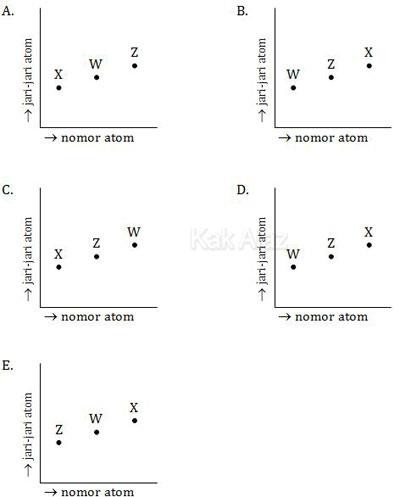 A.
→ jari-jari atom
X
W
Z
→ nomor atom
B.
→ jari-jari atom
W
Z
X
→ nomor atom
C.
→ jari-jari atom
X
Z
W
→ nomor atom
D.
→ jari-jari atom
W
Z
X
→ nomor atom
E.
→ jari-jari atom
Z
W
X
→ nomor atom
Kak Ajaz